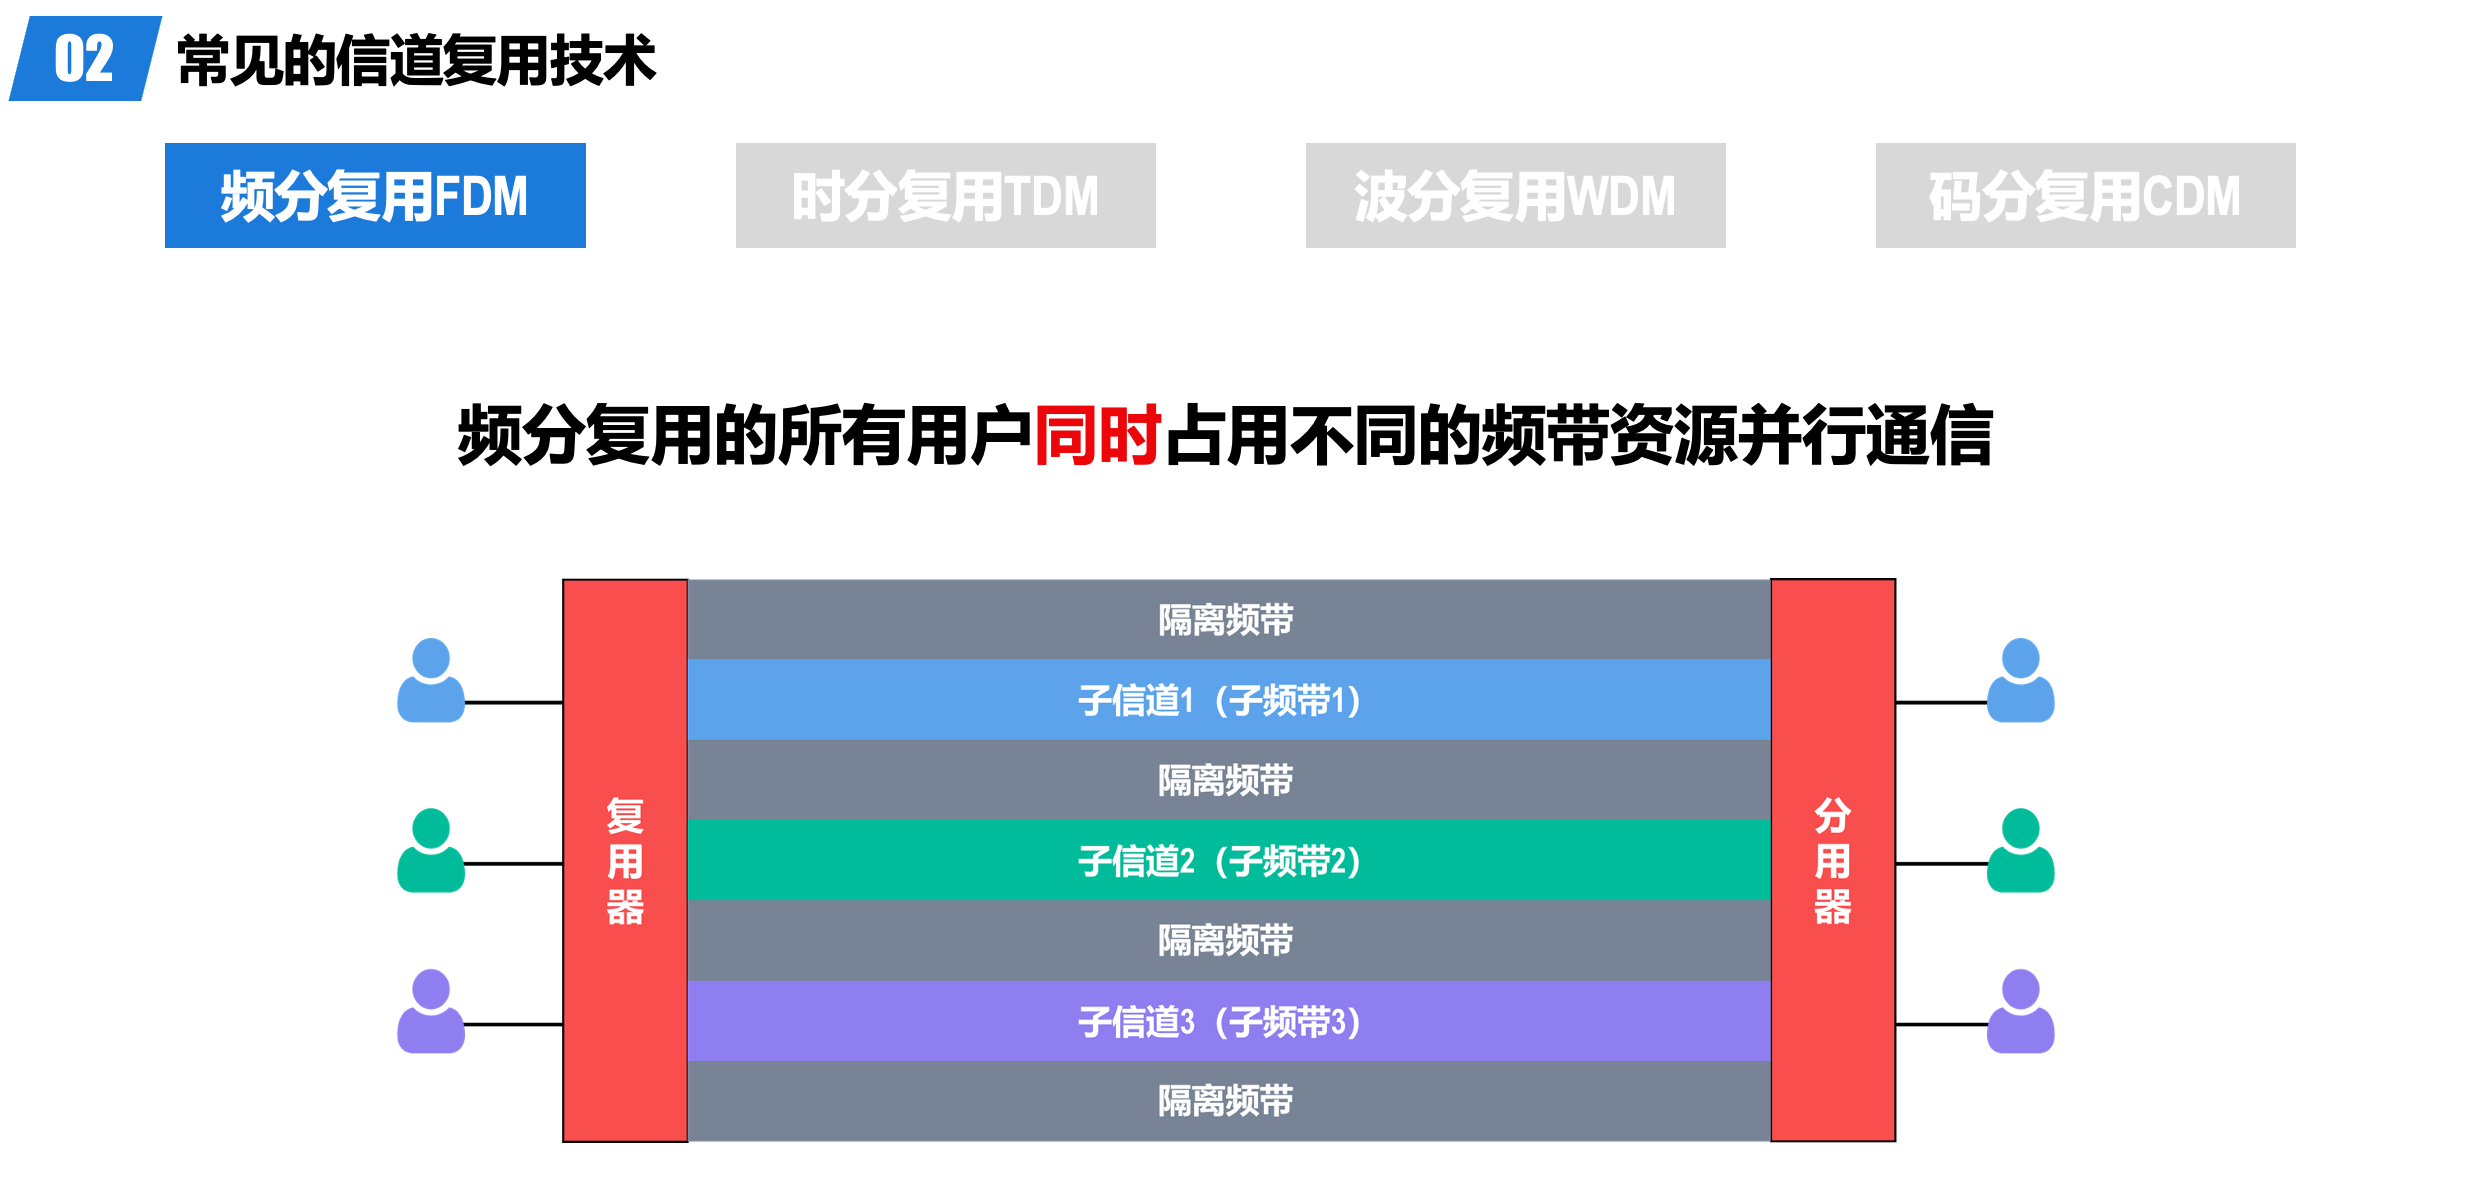 02 常见的信道复用技术
频分复用FDM
时分复用TDM
波分复用WDM
码分复用CDM
频分复用的所有用户同时占用不同的频带资源并行通信
复用器
隔离频带
子信道1（子频带1）
隔离频带
子信道2（子频带2）
隔离频带
子信道3（子频带3）
隔离频带
分用器